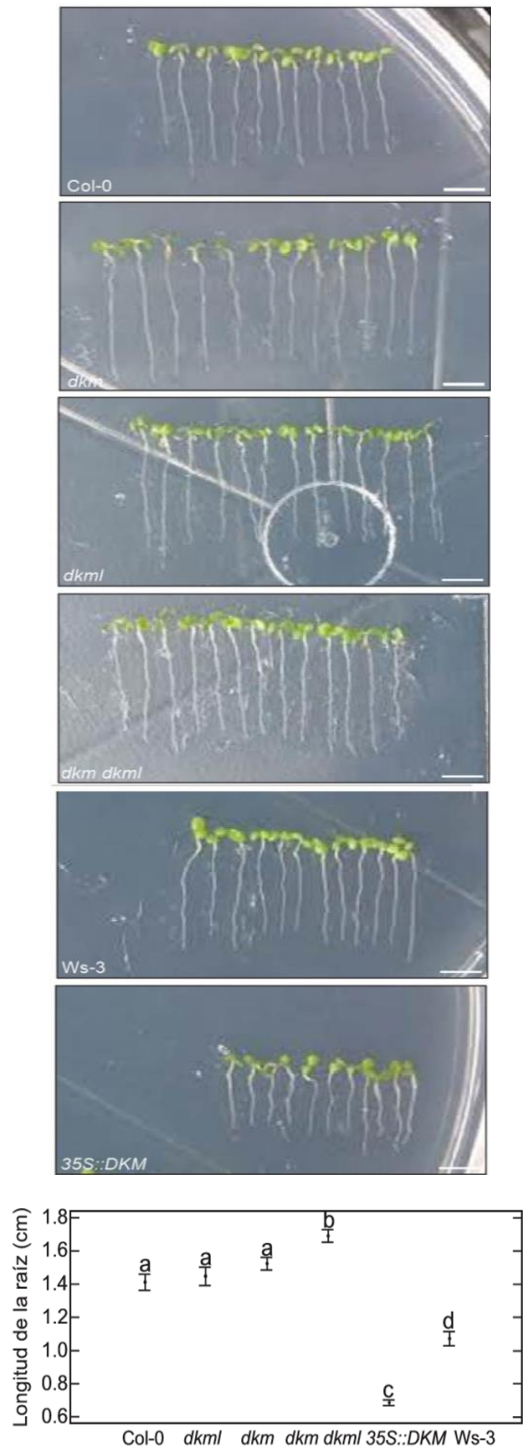 Col-0
dkm
dkml
dkm dkml
Ws-3
35S::DKM
Longitud de la raíz (cm)
1.8
1.6
1.4
1.2
1.0
0.8
0.6
a
a
a
b
c
d
Col-0 dkml dkm dkm dkml 35S::DKM Ws-3